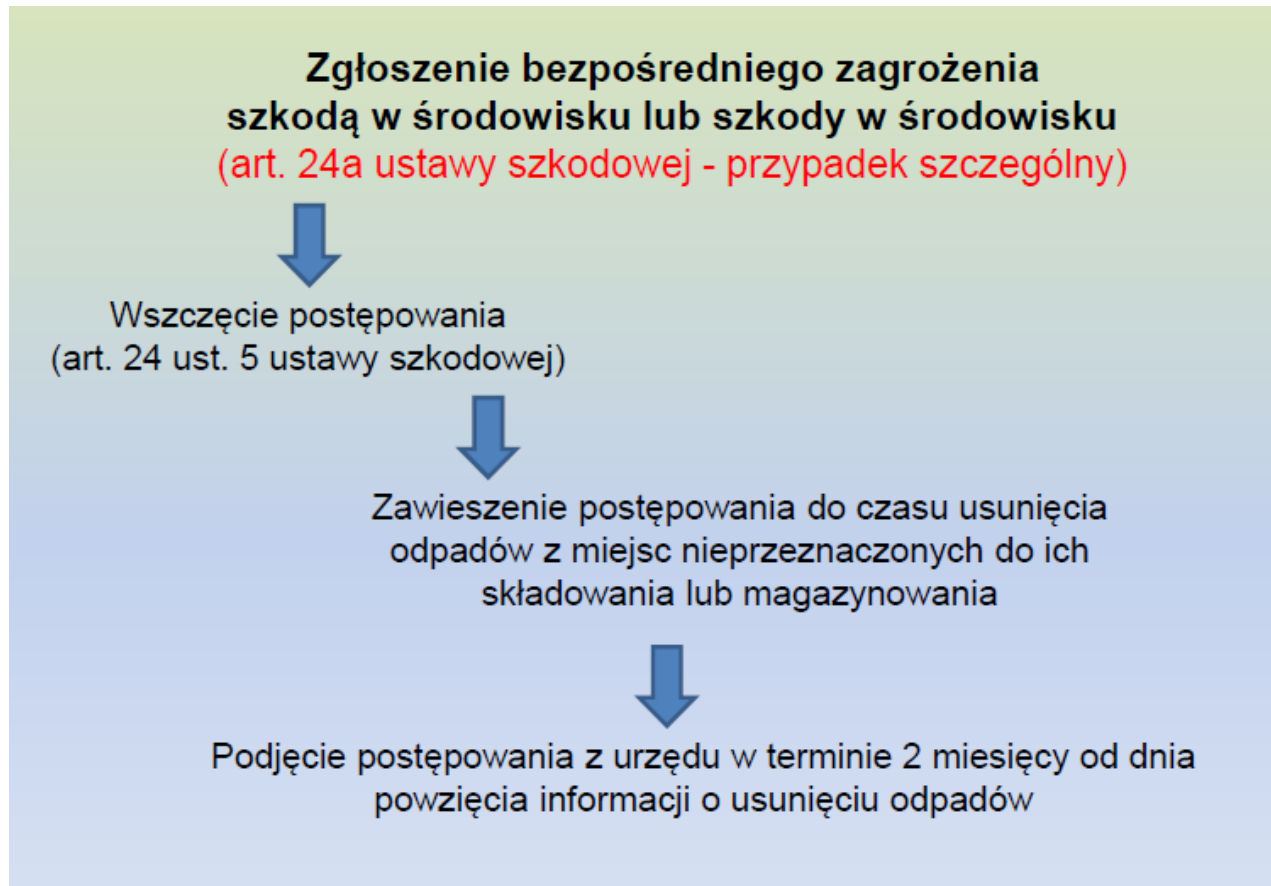 Zgłoszenie bezpośredniego zagrożenia
szkodą w środowisku lub szkody w środowisku
(art. 24a ustawy szkodowej - przypadek szczególny)
Wszczęcie postępowania
(art. 24 ust. 5 ustawy szkodowej)
Zawieszenie postępowania do czasu usunięcia
odpadów z miejsc nieprzeznaczonych do ich
składowania lub magazynowania
Podjęcie postępowania z urzędu w terminie 2 miesięcy od dnia
powzięcia informacji o usunięciu odpadów